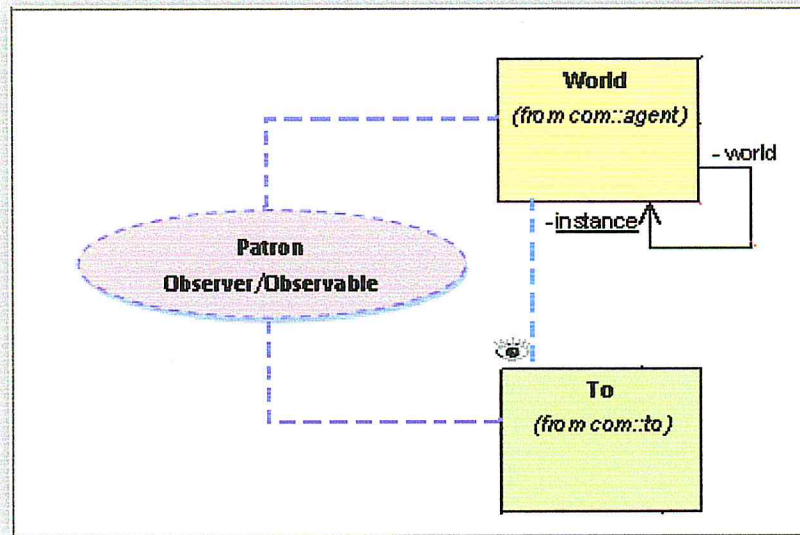 World
(from com::agent)
- world
-instance
Patron
Observer/Observable
To
(from com::to)